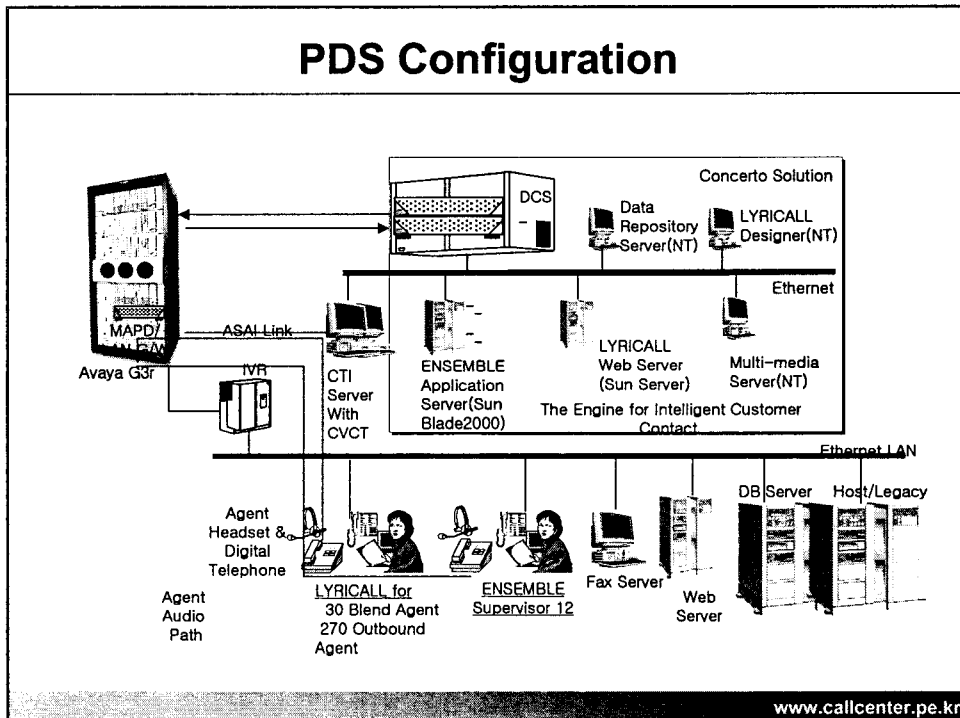 PDS Configuration
Concerto Solution
DCS
Data
Repository
Server(NT)
LYRICALL
Designer(NT)
Ethernet
MAPD/
Avaya G3r
ASAI Link
IVR
CTI
Server
With
CVCT
ENSEMBLE
Application
Server(Sun
Blade2000)
LYRICALL
Web Server
(Sun Server)
Multi-media
Server(NT)
The Engine for Intelligent Customer
Contact
Ethernet LAN
DB Server
Host/Legacy
Agent
Headset &
Digital
Telephone
Agent
Audio
Path
LYRICALL for
30 Blend Agent
270 Outbound
Agent
ENSEMBLE
Supervisor 12
Fax Server
Web
Server
www.callcenter.pe.kr